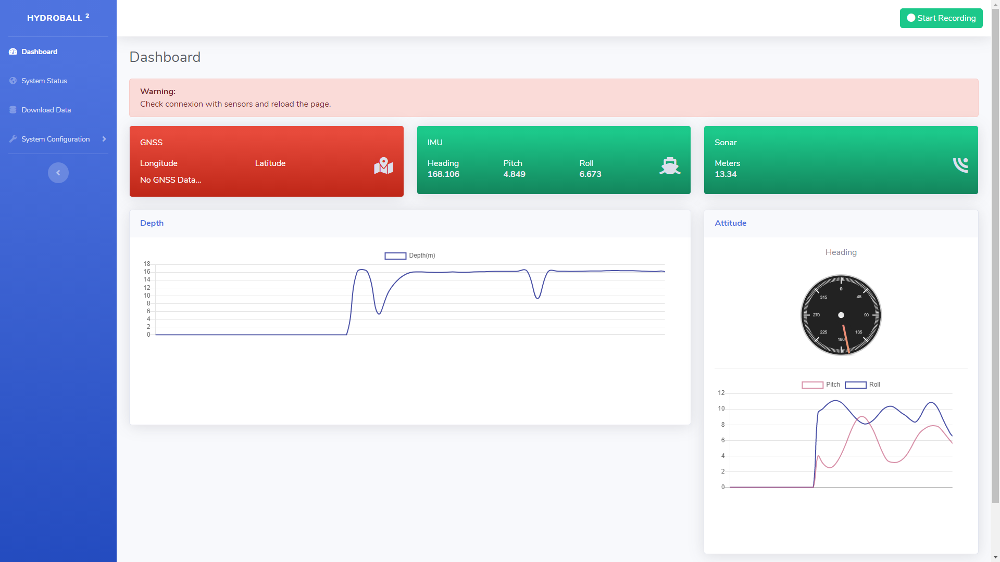 HYDROBALL 2
Start Recording
Dashboard
System Status
Download Data
System Configuration
Dashboard
Warning:
Check connexion with sensors and reload the page.
GNSS
Longitude Latitude
No GNSS Data...
IMU
Heading Pitch Roll
168.106 4.849 6.673
Sonar
Meters
13.34
Depth
Depth(m)
18
16
14
12
10
8
6
4
2
0
Attitude
Heading
0
45
90
135
180
225
270
315
Pitch Roll
12
10
8
6
4
2
0